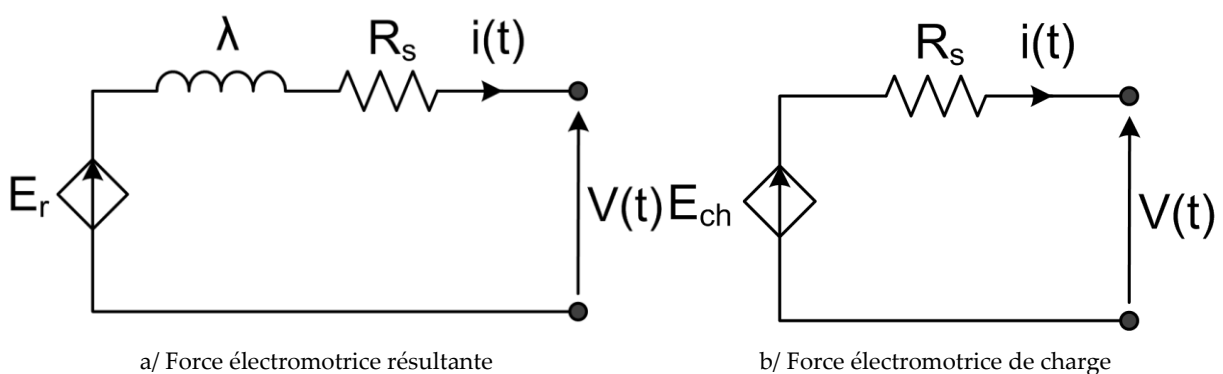 λ
Rs
i(t)
Er
V(t)
a/ Force électromotrice résultante
Rs
i(t)
Ech
V(t)
b/ Force électromotrice de charge